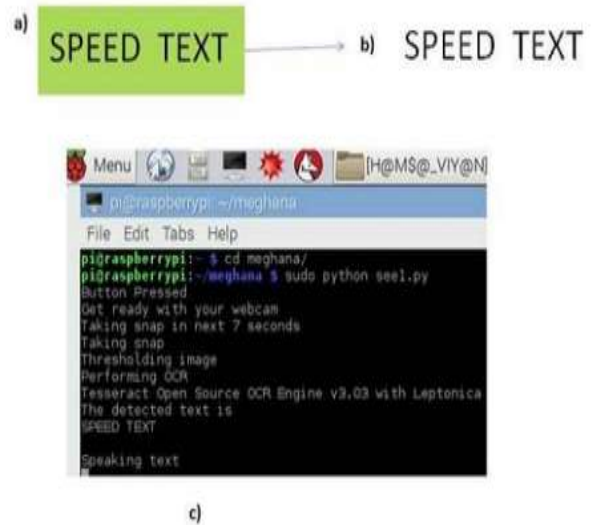 a)
SPEED TEXT
b) SPEED TEXT
Menu [H@M$@_VIY@N]
pi@raspberrypi: ~/meghana
File Edit Tabs Help
pi@raspberrypi:~ $ cd meghana/
pi@raspberrypi:~/meghana $ sudo python see1.py
Button Pressed
Get ready with your webcam
Taking snap in next 7 seconds
Taking snap
Thresholding image
Performing OCR
Tesseract Open Source OCR Engine v3.03 with Leptonica
The detected text is
SPEED TEXT
Speaking text
c)